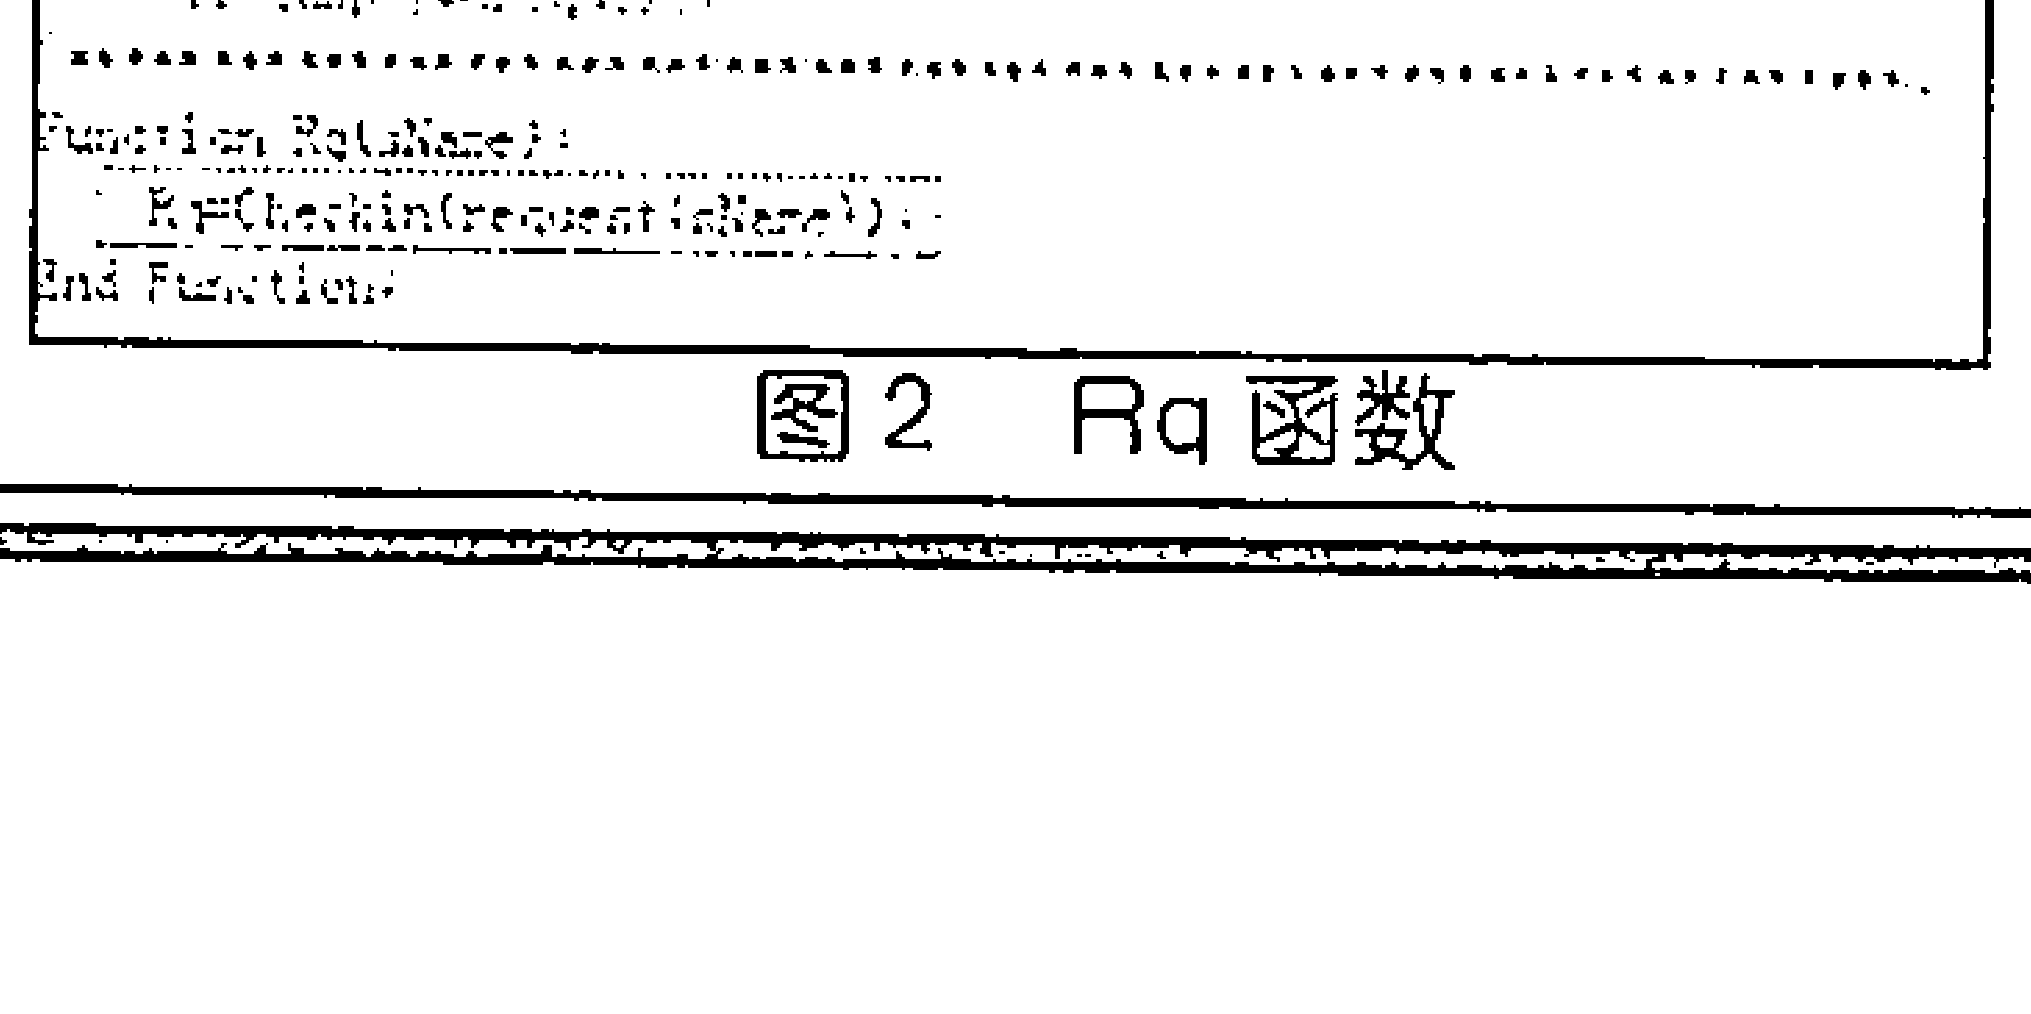 Function Rq(sName)
Rq=Checkin(request(sName))
End Function
图2 Rq函数